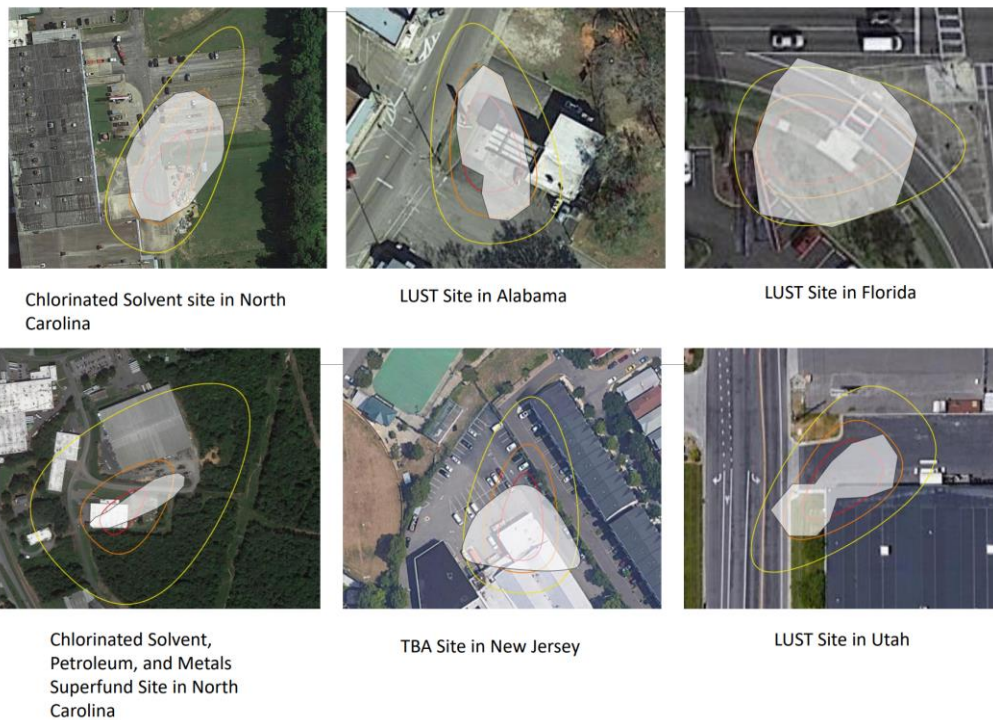 Chlorinated Solvent site in North
Carolina
LUST Site in Alabama
LUST Site in Florida
Chlorinated Solvent,
Petroleum, and Metals
Superfund Site in North
Carolina
TBA Site in New Jersey
LUST Site in Utah